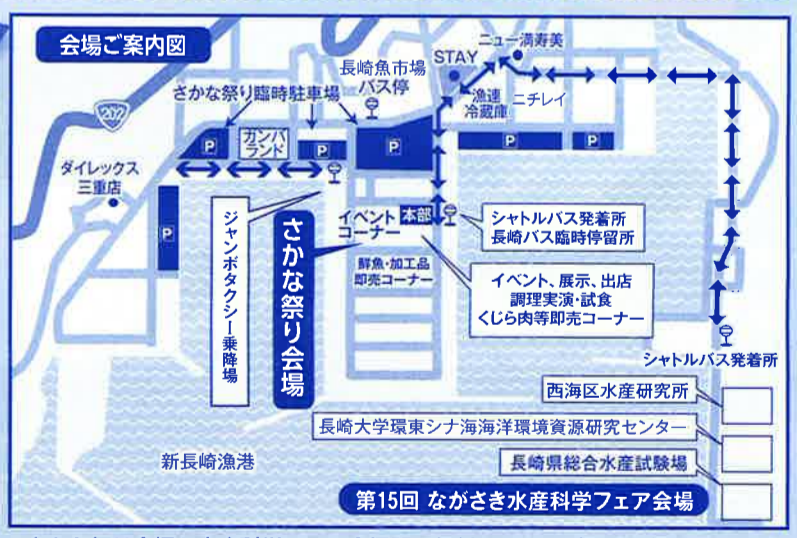 会場ご案内図
202
長崎魚市場
バス停
STAY
ニュー満寿美
さかな祭り臨時駐車場
漁連
冷蔵庫
ニチレイ
P
ガンバ
ランド
P
P
P
P
ダイレックス
三重店
P
ジャンボタクシー乗降場
さかな祭り会場
イベント
コーナー
本部
シャトルバス発着所
長崎バス臨時停留所
鮮魚・加工品
即売コーナー
イベント、展示、出店
調理実演・試食
くじら肉等即売コーナー
シャトルバス発着所
西海区水産研究所
長崎大学環東シナ海海洋環境資源研究センター
長崎県総合水産試験場
新長崎漁港
第15回 ながさき水産科学フェア会場